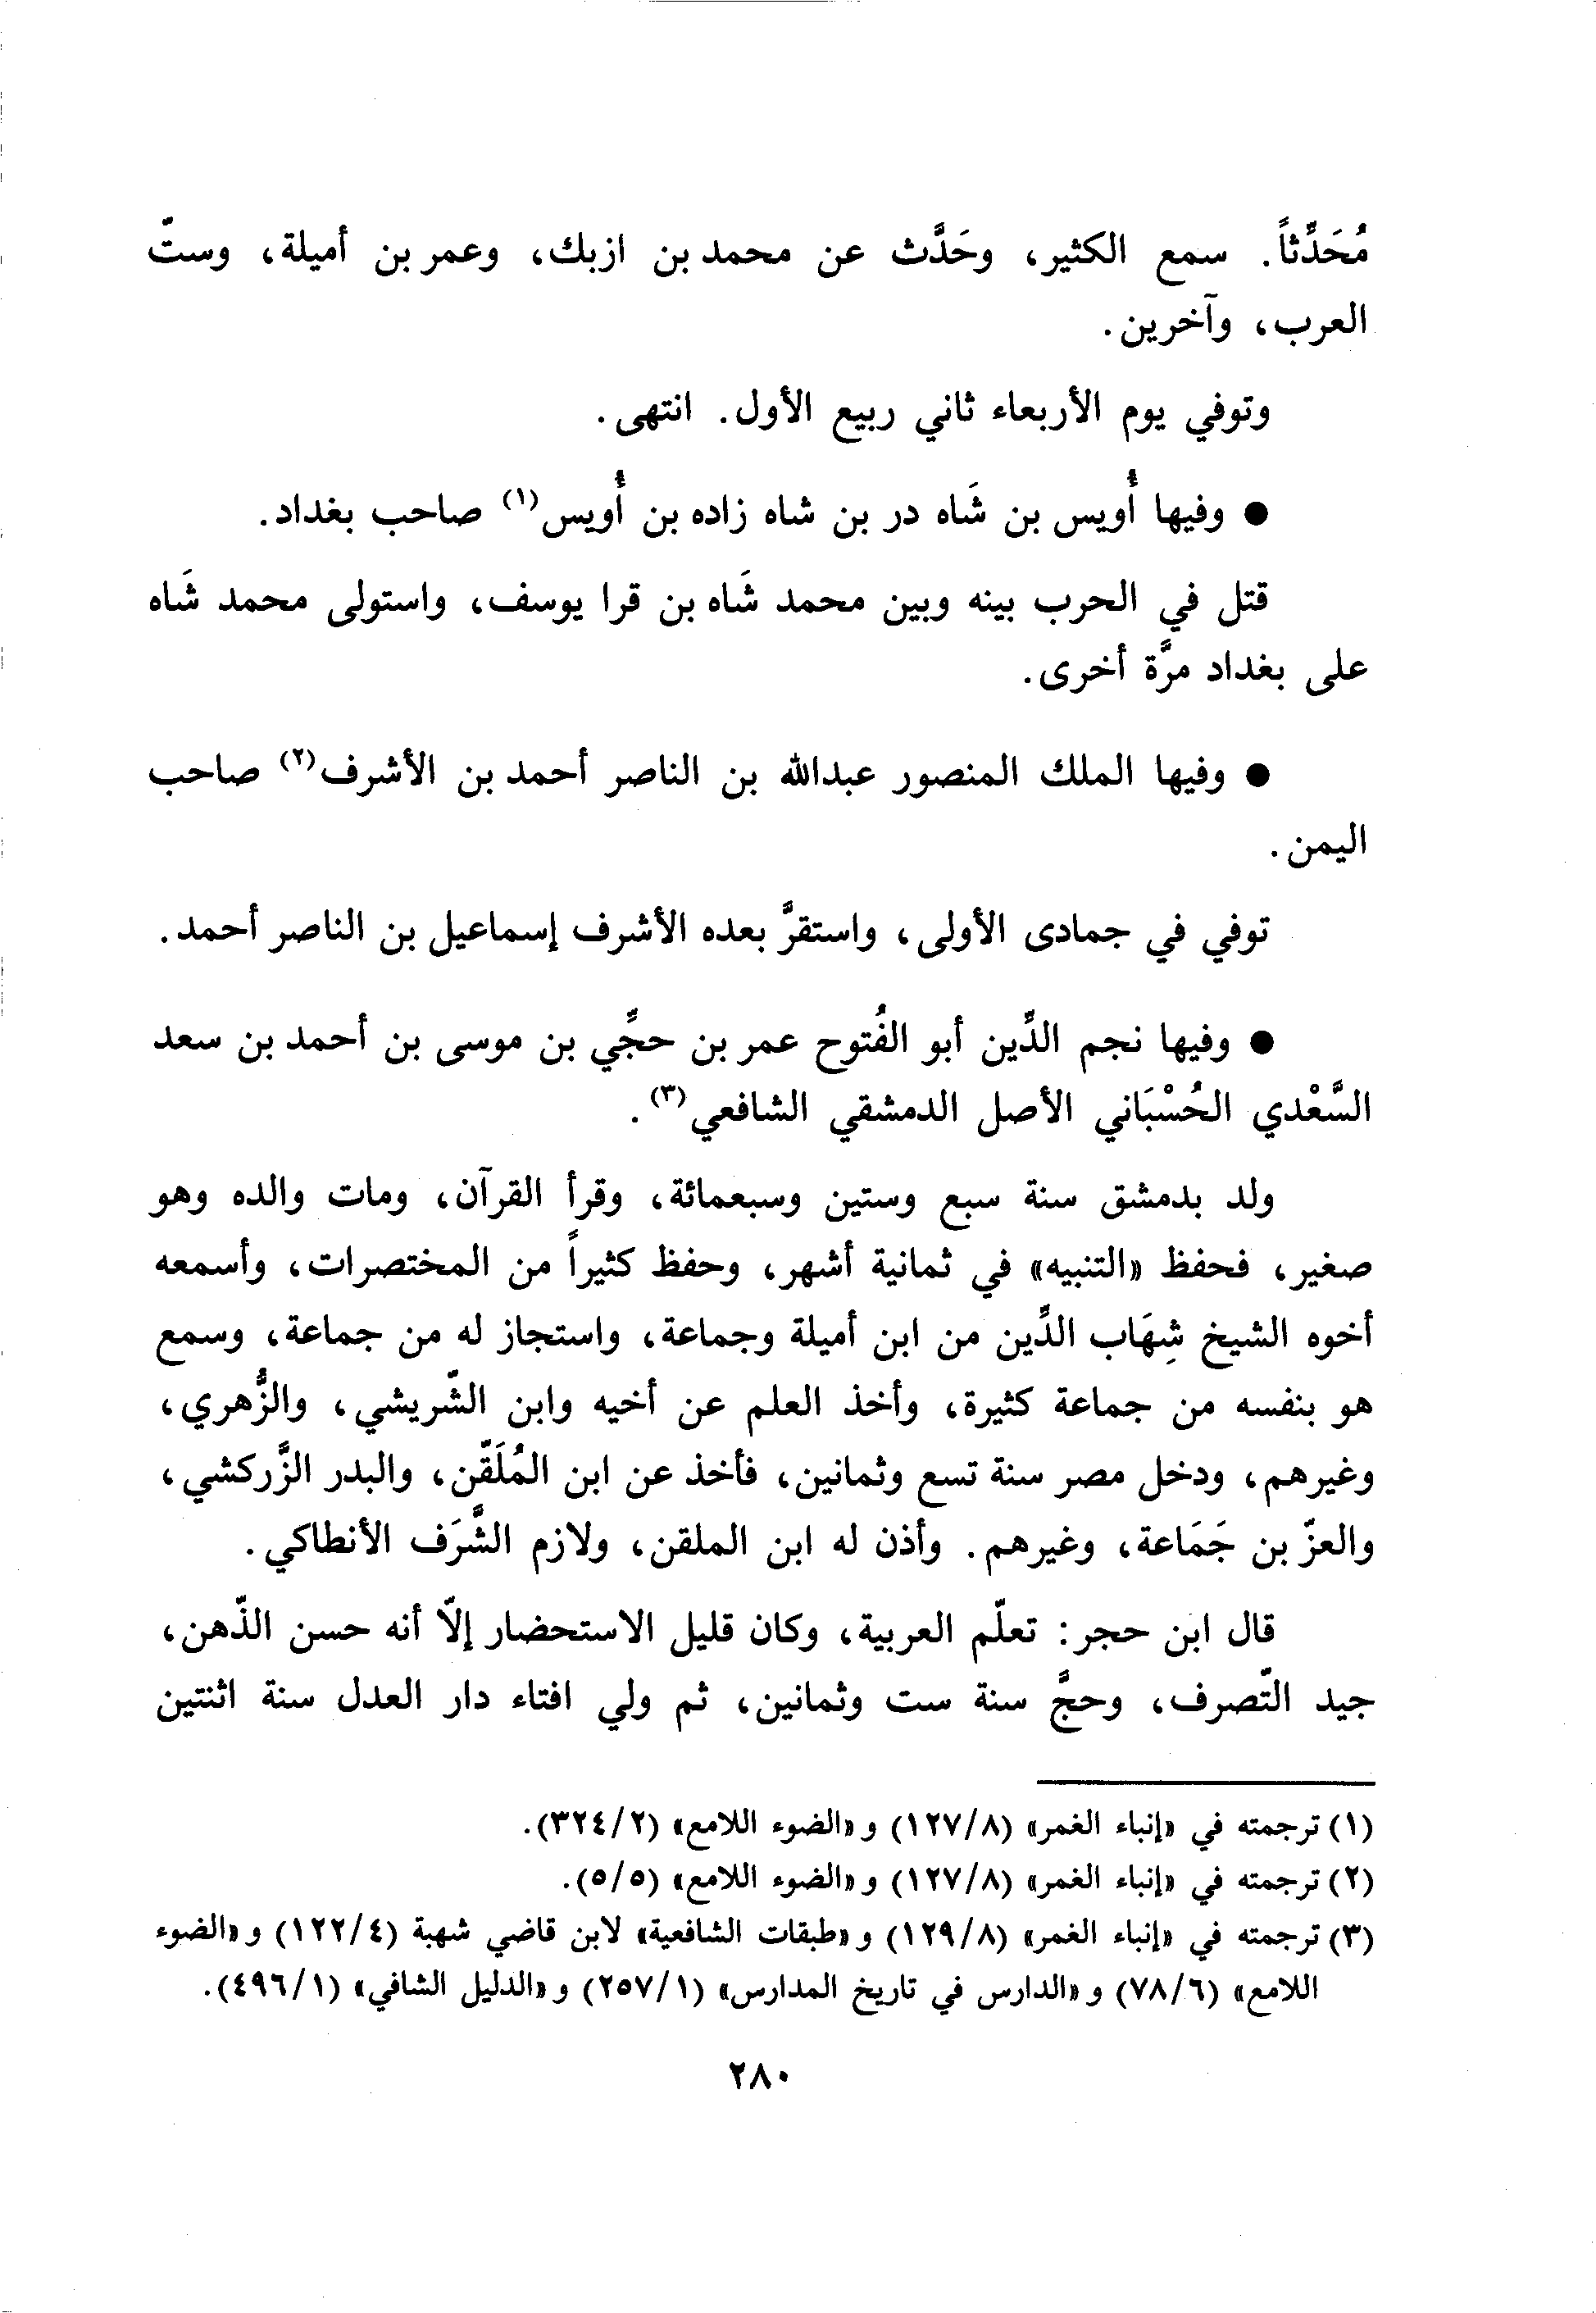 مُحَدِّثاً. سمع الكثير، وحَدَّث عن محمد بن ازبك، وعمر بن أميلة، وستّ
العرب، وآخرين.
وتوفي يوم الأربعاء ثاني ربيع الأول. انتهى.
● وفيها أُويس بن شَاه در بن شاه زاده بن أُويس(١) صاحب بغداد.
قتل في الحرب بينه وبين محمد شَاه بن قرا يوسف، واستولى محمد شَاه
على بغداد مرَّة أخرى.
● وفيها الملك المنصور عبدالله بن الناصر أحمد بن الأشرف(٢) صاحب
اليمن.
توفي في جمادى الأولى، واستقرَّ بعده الأشرف إسماعيل بن الناصر أحمد.
● وفيها نجم الدِّين أبو الفُتوح عمر بن حجِّي بن موسى بن أحمد بن سعد
السَّعْدي الحُسْبَاني الأصل الدمشقي الشافعي(٣).
ولد بدمشق سنة سبع وستين وسبعمائة، وقرأ القرآن، ومات والده وهو
صغير، فحفظ «التنبيه» في ثمانية أشهر، وحفظ كثيراً من المختصرات، وأسمعه
أخوه الشيخ شِهَاب الدِّين من ابن أميلة وجماعة، واستجاز له من جماعة، وسمع
هو بنفسه من جماعة كثيرة، وأخذ العلم عن أخيه وابن الشّريشي، والزُّهري،
وغيرهم، ودخل مصر سنة تسع وثمانين، فأخذ عن ابن المُلَقّن، والبدر الزَّركشي،
والعزّ بن جَمَاعة، وغيرهم. وأذن له ابن الملقن، ولازم الشَّرَف الأنطاكي.
قال ابن حجر: تعلّم العربية، وكان قليل الاستحضار إلّا أنه حسن الذّهن،
جيد التّصرف، وحجَّ سنة ست وثمانين، ثم ولي افتاء دار العدل سنة اثنتين
(١) ترجمته في «إنباء الغمر» (١٢٧/٨) و«الضوء اللامع» (٣٢٤/٢).
(٢) ترجمته في «إنباء الغمر» (١٢٧/٨) و«الضوء اللامع» (٥/٥).
(٣) ترجمته في «إنباء الغمر» (١٢٩/٨) و«طبقات الشافعية» لابن قاضي شهبة (١٢٢/٤) و«الضوء
اللامع» (٧٨/٦) و«الدارس في تاريخ المدارس» (٢٥٧/١) و«الدليل الشافي» (٤٩٦/١).
٢٨٠